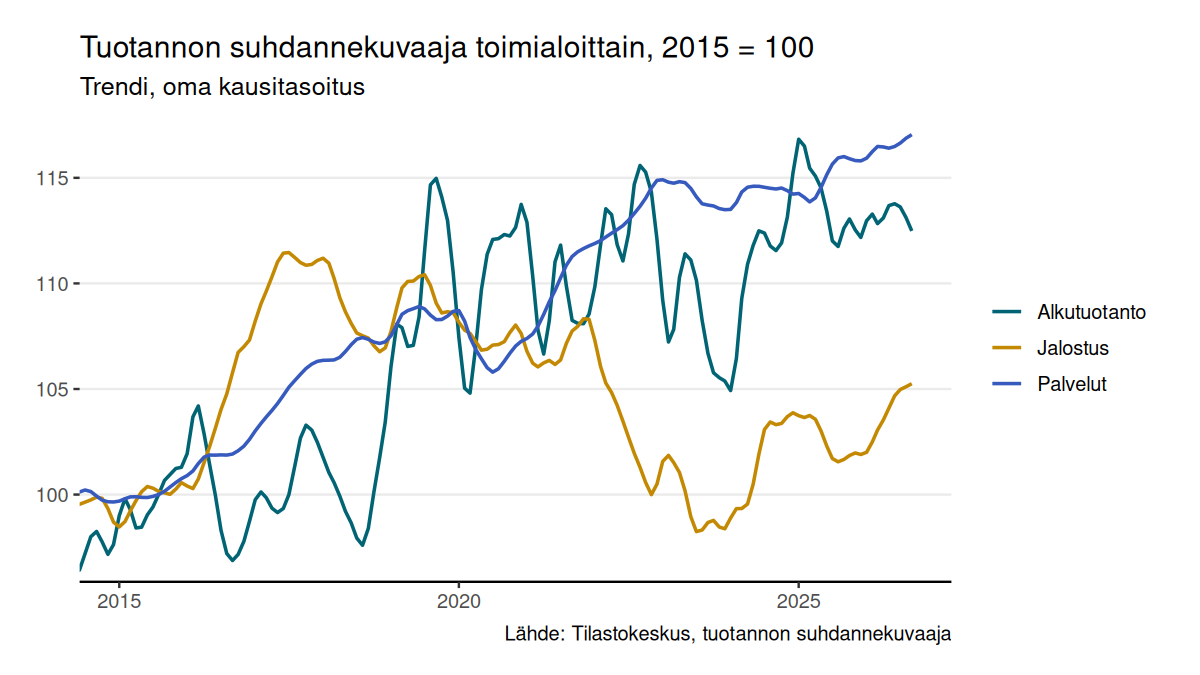 Tuotannon suhdannekuvaaja toimialoittain, 2015 = 100
Trendi, oma kausitasoitus
115
110
105
100
2015
2020
2025
Alkutuotanto
Jalostus
Palvelut
Lähde: Tilastokeskus, tuotannon suhdannekuvaaja